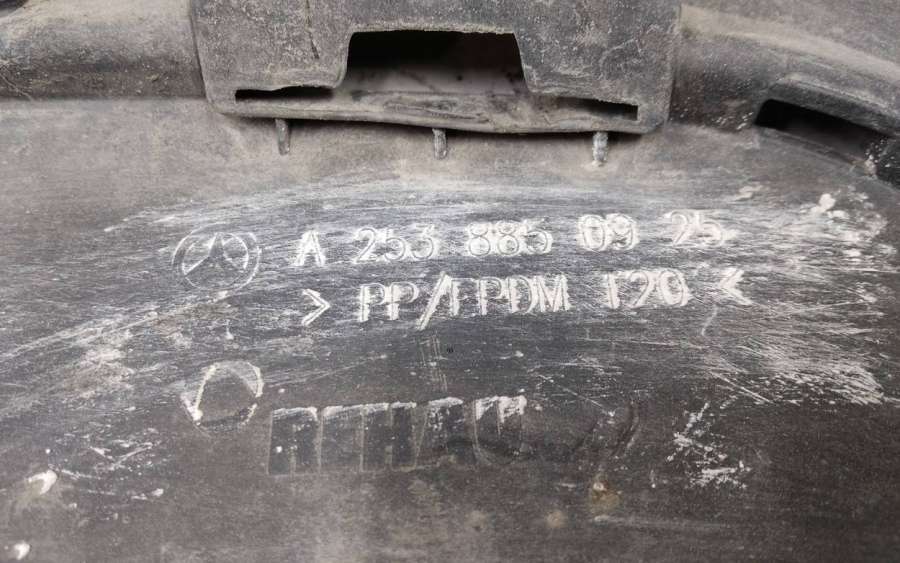 A 253 885 09 25
> PP/EPDM T20 <
REHAU